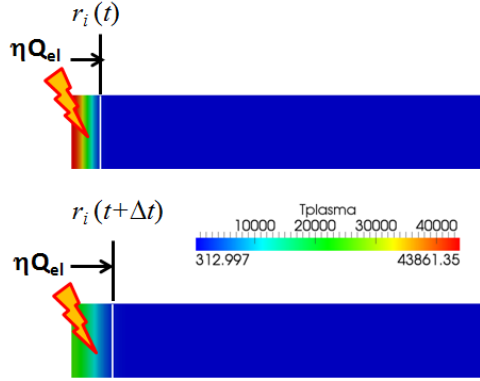 r_i (t)
ηQ_el
r_i (t+Δt)
ηQ_el
Tplasma
10000 20000 30000 40000
312.997 43861.35